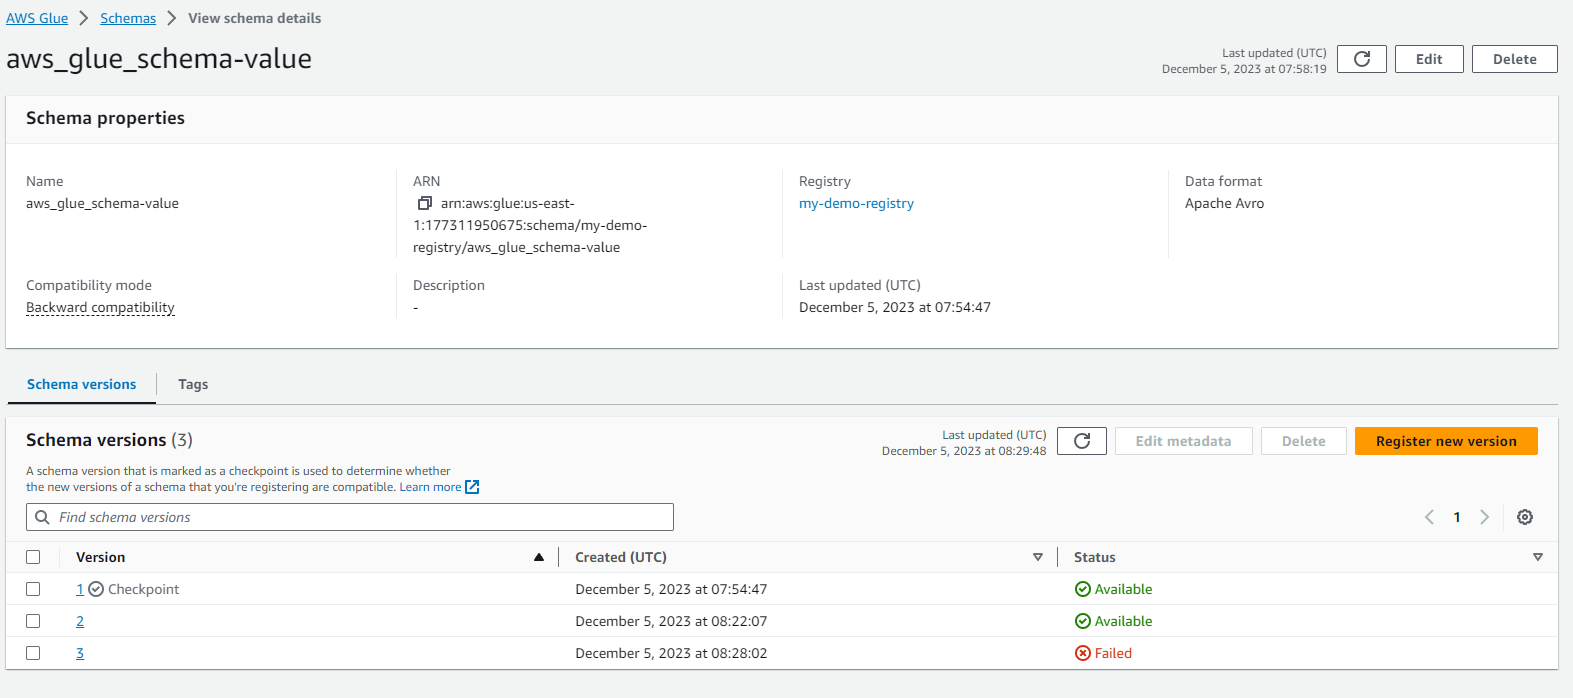 AWS Glue > Schemas > View schema details
aws_glue_schema-value
Last updated (UTC)
December 5, 2023 at 07:58:19
Edit
Delete
Schema properties
Name
aws_glue_schema-value
ARN
arn:aws:glue:us-east-
1:177311950675:schema/my-demo-
registry/aws_glue_schema-value
Registry
my-demo-registry
Data format
Apache Avro
Compatibility mode
Backward compatibility
Description
-
Last updated (UTC)
December 5, 2023 at 07:54:47
Schema versions
Tags
Schema versions (3)
A schema version that is marked as a checkpoint is used to determine whether
the new versions of a schema that you're registering are compatible. Learn more
Last updated (UTC)
December 5, 2023 at 08:29:48
Edit metadata
Delete
Register new version
Find schema versions
1
Version Created (UTC) Status
1 Checkpoint December 5, 2023 at 07:54:47 Available
2 December 5, 2023 at 08:22:07 Available
3 December 5, 2023 at 08:28:02 Failed